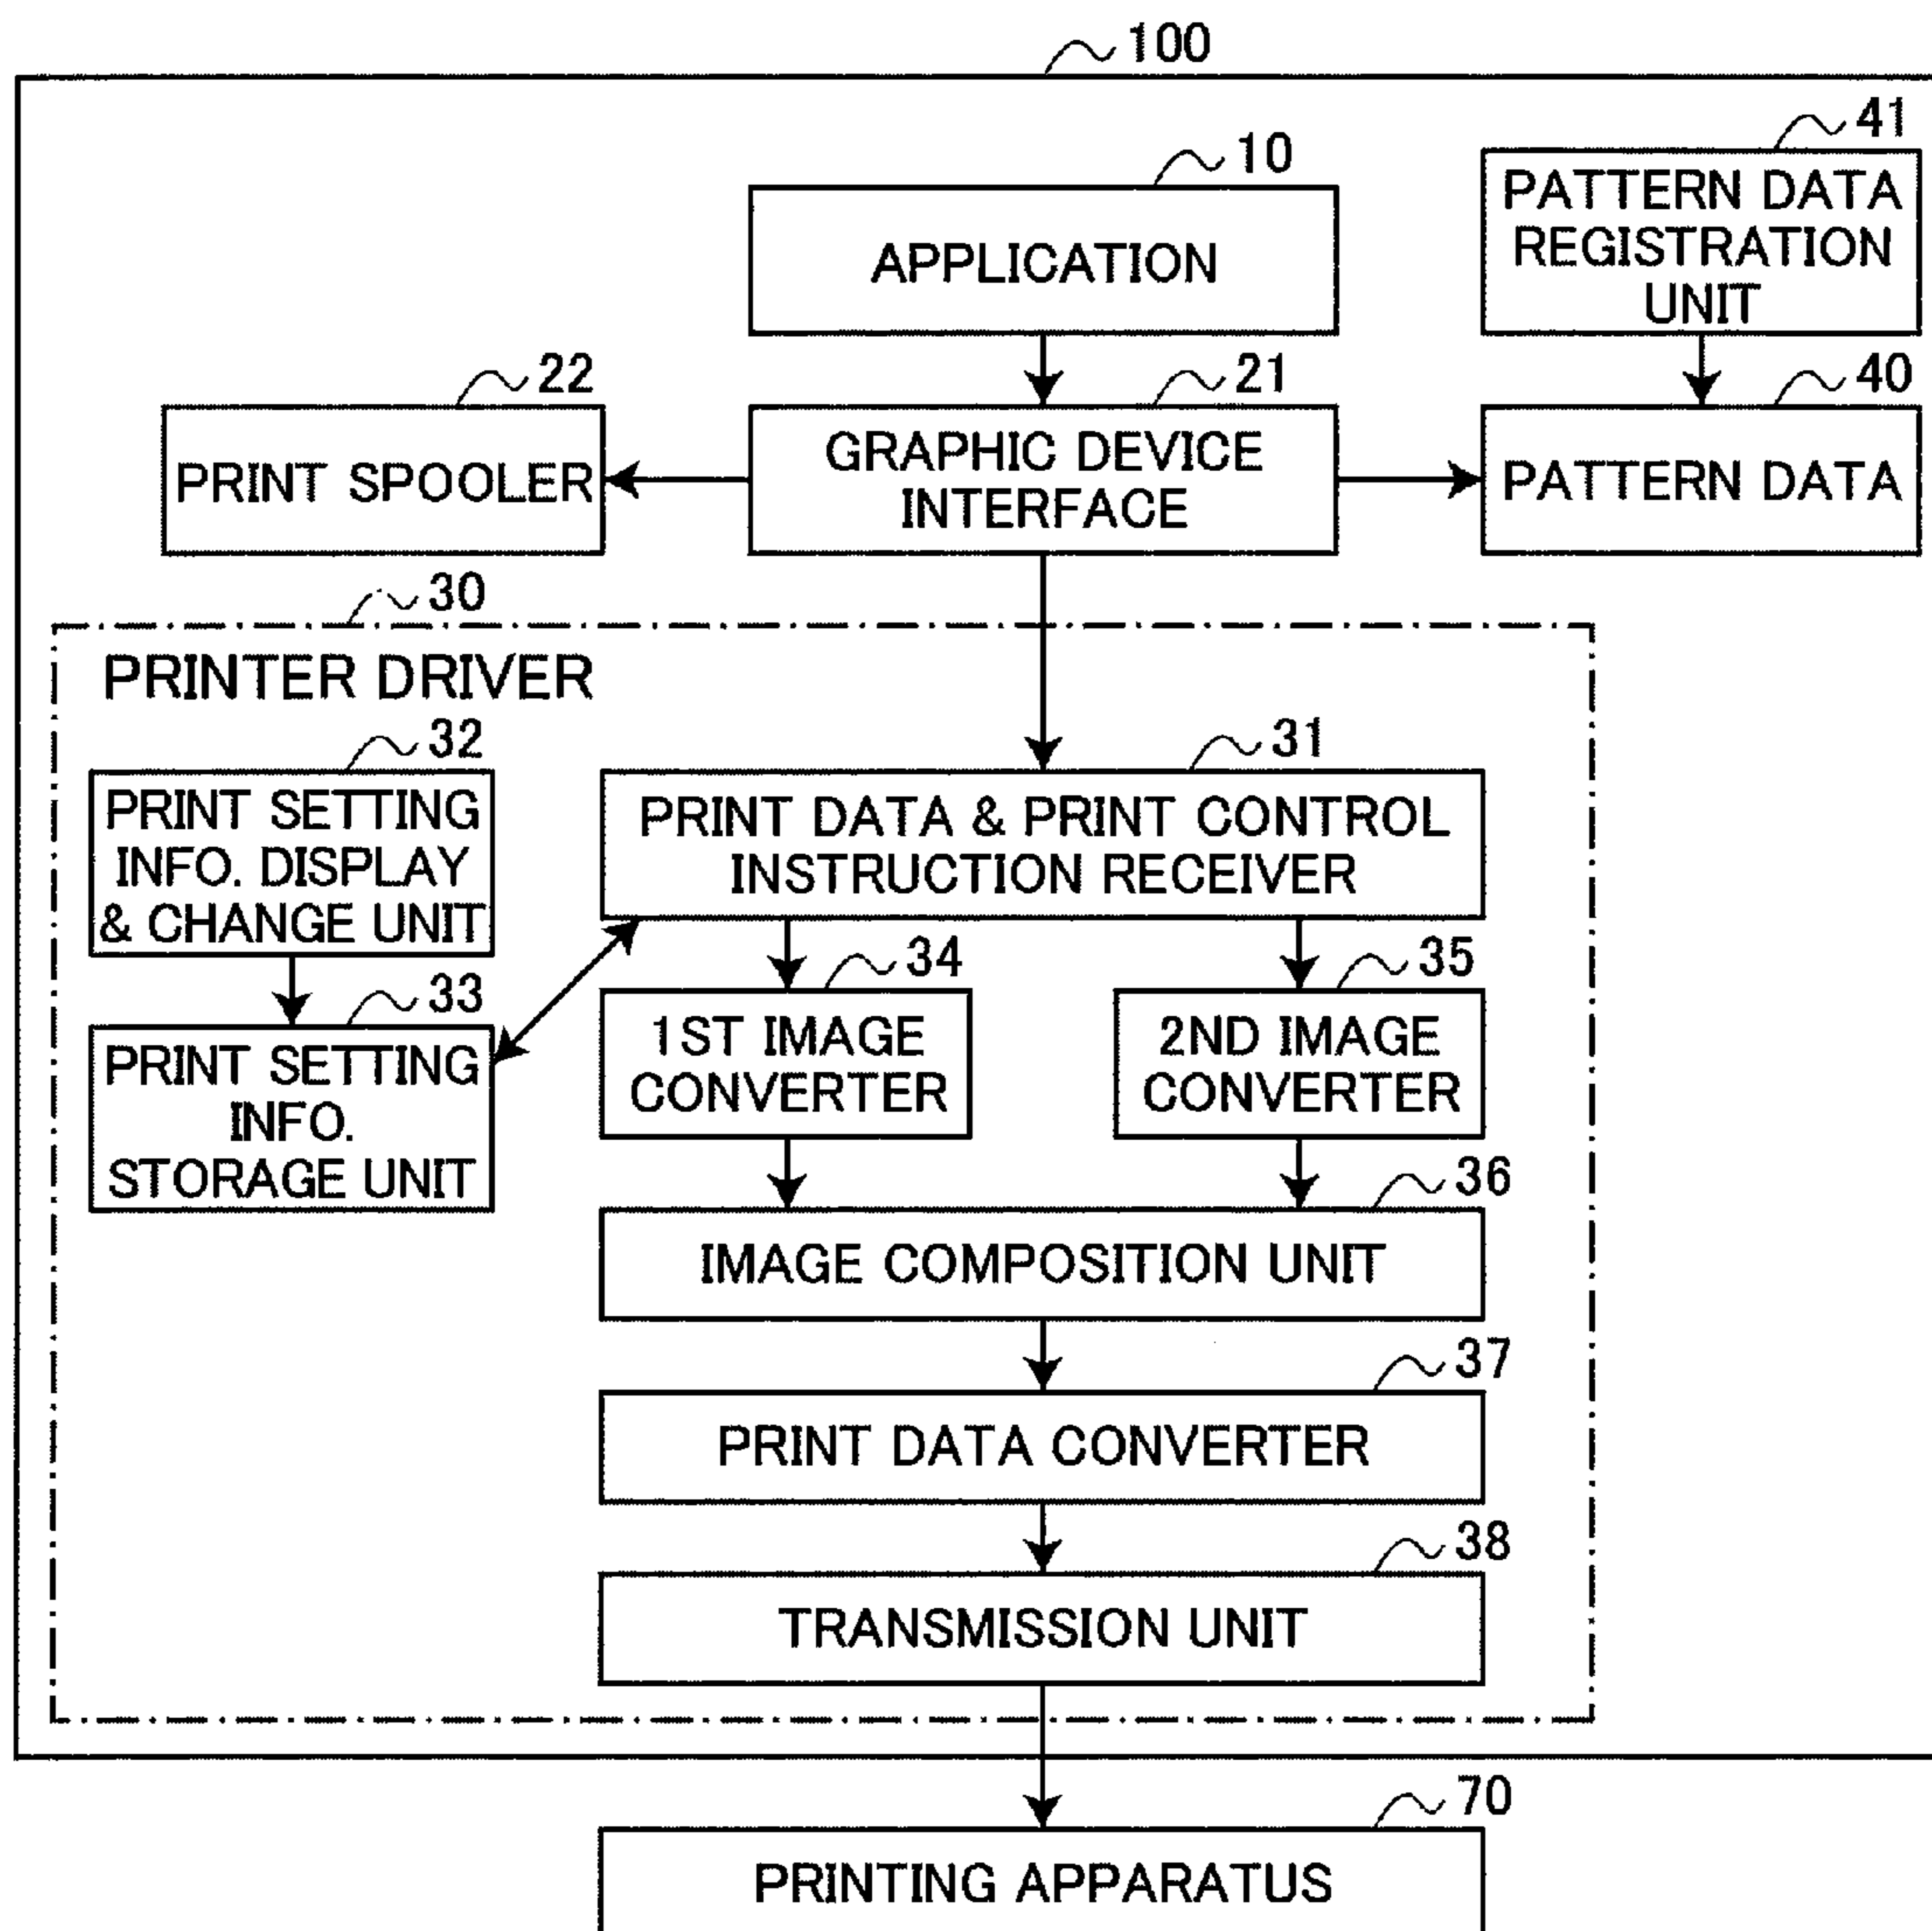 100
41
PATTERN DATA
REGISTRATION
UNIT
10
APPLICATION
22
PRINT SPOOLER
21
GRAPHIC DEVICE
INTERFACE
40
PATTERN DATA
30
PRINTER DRIVER
32
PRINT SETTING
INFO. DISPLAY
& CHANGE UNIT
31
PRINT DATA & PRINT CONTROL
INSTRUCTION RECEIVER
33
PRINT SETTING
INFO.
STORAGE UNIT
34
1ST IMAGE
CONVERTER
35
2ND IMAGE
CONVERTER
36
IMAGE COMPOSITION UNIT
37
PRINT DATA CONVERTER
38
TRANSMISSION UNIT
70
PRINTING APPARATUS